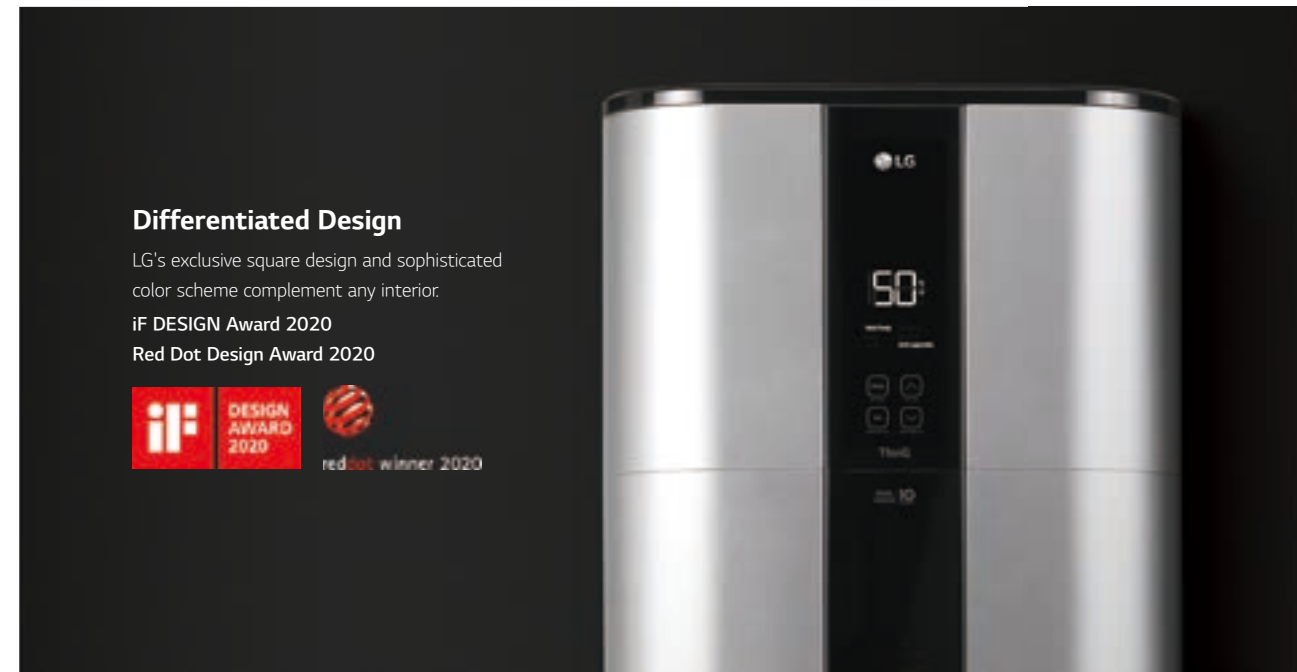 Differentiated Design
LG's exclusive square design and sophisticated
color scheme complement any interior.
iF DESIGN Award 2020
Red Dot Design Award 2020
iF
DESIGN
AWARD
2020
reddot winner 2020
LG
50
ThinQ
10